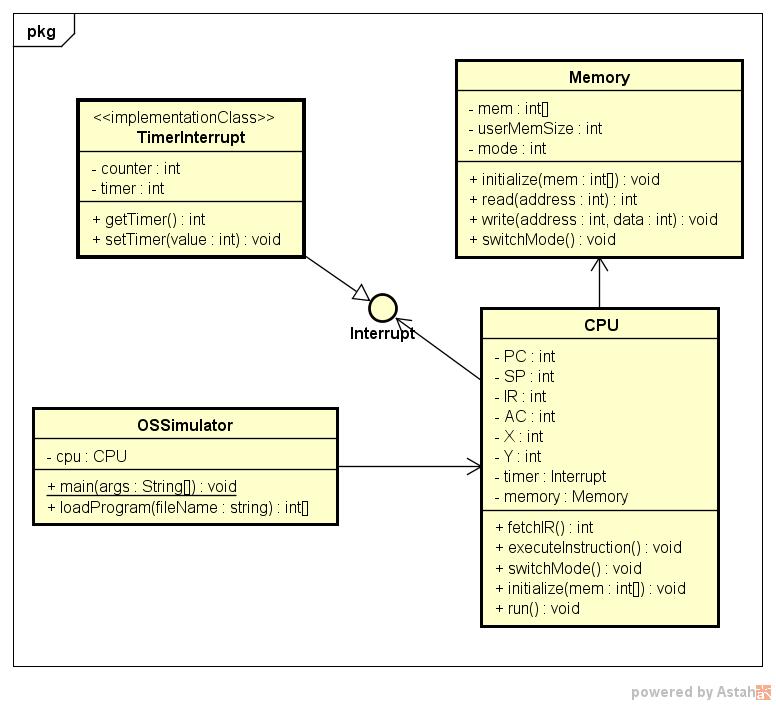 pkg
<<implementationClass>>
TimerInterrupt
- counter : int
- timer : int
+ getTimer() : int
+ setTimer(value : int) : void
Memory
- mem : int[]
- userMemSize : int
- mode : int
+ initialize(mem : int[]) : void
+ read(address : int) : int
+ write(address : int, data : int) : void
+ switchMode() : void
Interrupt
CPU
- PC : int
- SP : int
- IR : int
- AC : int
- X : int
- Y : int
- timer : Interrupt
- memory : Memory
+ fetchIR() : int
+ executeInstruction() : void
+ switchMode() : void
+ initialize(mem : int[]) : void
+ run() : void
OSSimulator
- cpu : CPU
+ main(args : String[]) : void
+ loadProgram(fileName : string) : int[]
powered by Astah